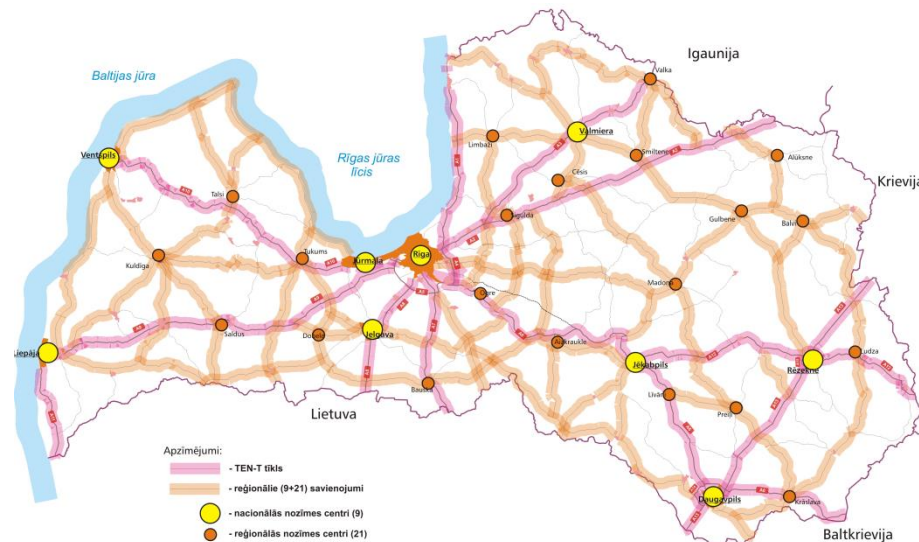 Igaunija
Baltijas jūra
Valka
Ventspils
Rīgas jūras
līcis
Limbaži
Valmiera
Smiltene
Alūksne
Cēsis
Krievija
Talsi
Sigulda
Gulbene
Balvi
Kuldīga
Tukums
Jūrmala
Rīga
Madona
Ogre
Saldus
Dobele
Jelgava
Aizkraukle
Liepāja
Jēkabpils
Rēzekne
Ludza
Bauska
Līvāni
Preiļi
Lietuva
Daugavpils
Krāslava
Baltkrievija
Apzīmējumi:
- TEN-T tīkls
- reģionālie (9+21) savienojumi
- nacionālās nozīmes centri (9)
- reģionālās nozīmes centri (21)